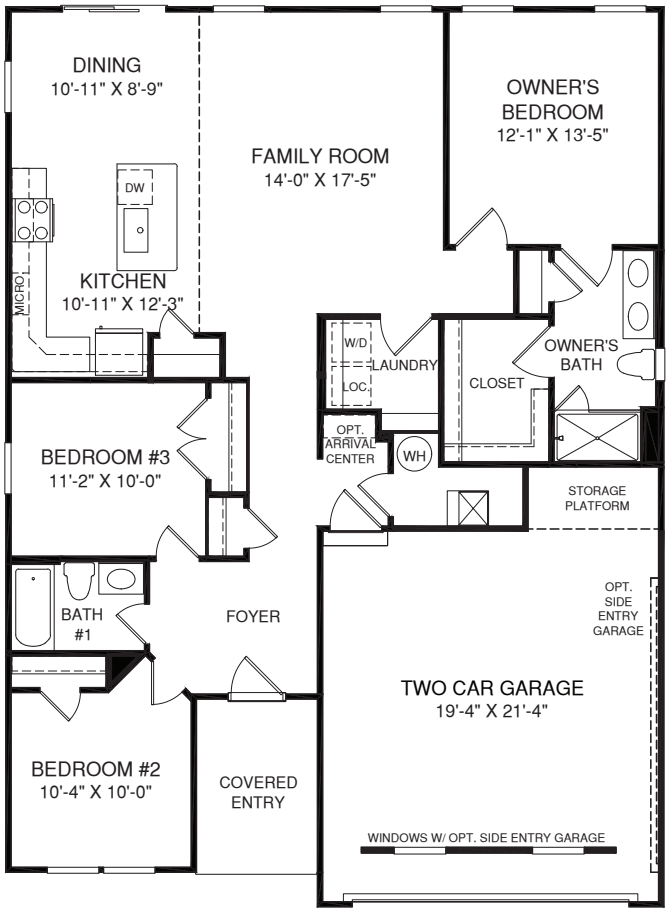 DINING
10'-11" X 8'-9"
OWNER'S
BEDROOM
12'-1" X 13'-5"
FAMILY ROOM
14'-0" X 17'-5"
DW
MICRO
KITCHEN
10'-11" X 12'-3"
W/D
LAUNDRY
LOC.
OWNER'S
BATH
CLOSET
OPT.
ARRIVAL
CENTER
WH
BEDROOM #3
11'-2" X 10'-0"
STORAGE
PLATFORM
OPT.
SIDE
ENTRY
GARAGE
BATH
#1
FOYER
TWO CAR GARAGE
19'-4" X 21'-4"
BEDROOM #2
10'-4" X 10'-0"
COVERED
ENTRY
WINDOWS W/ OPT. SIDE ENTRY GARAGE